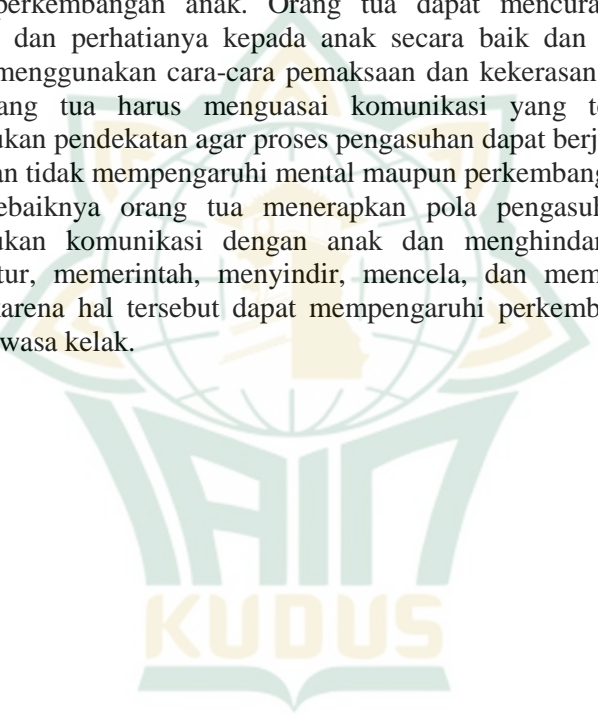 perkembangan anak. Orang tua dapat mencura
dan perhatianya kepada anak secara baik dan
menggunakan cara-cara pemaksaan dan kekerasan
ang tua harus menguasai komunikasi yang te
ukan pendekatan agar proses pengasuhan dapat berj
an tidak mempengaruhi mental maupun perkembang
ebaiknya orang tua menerapkan pola pengasuh
ukan komunikasi dengan anak dan menghindar
tur, memerintah, menyindir, mencela, dan mem
karena hal tersebut dapat mempengaruhi perkemb
wasa kelak.
IAIN
KUDUS